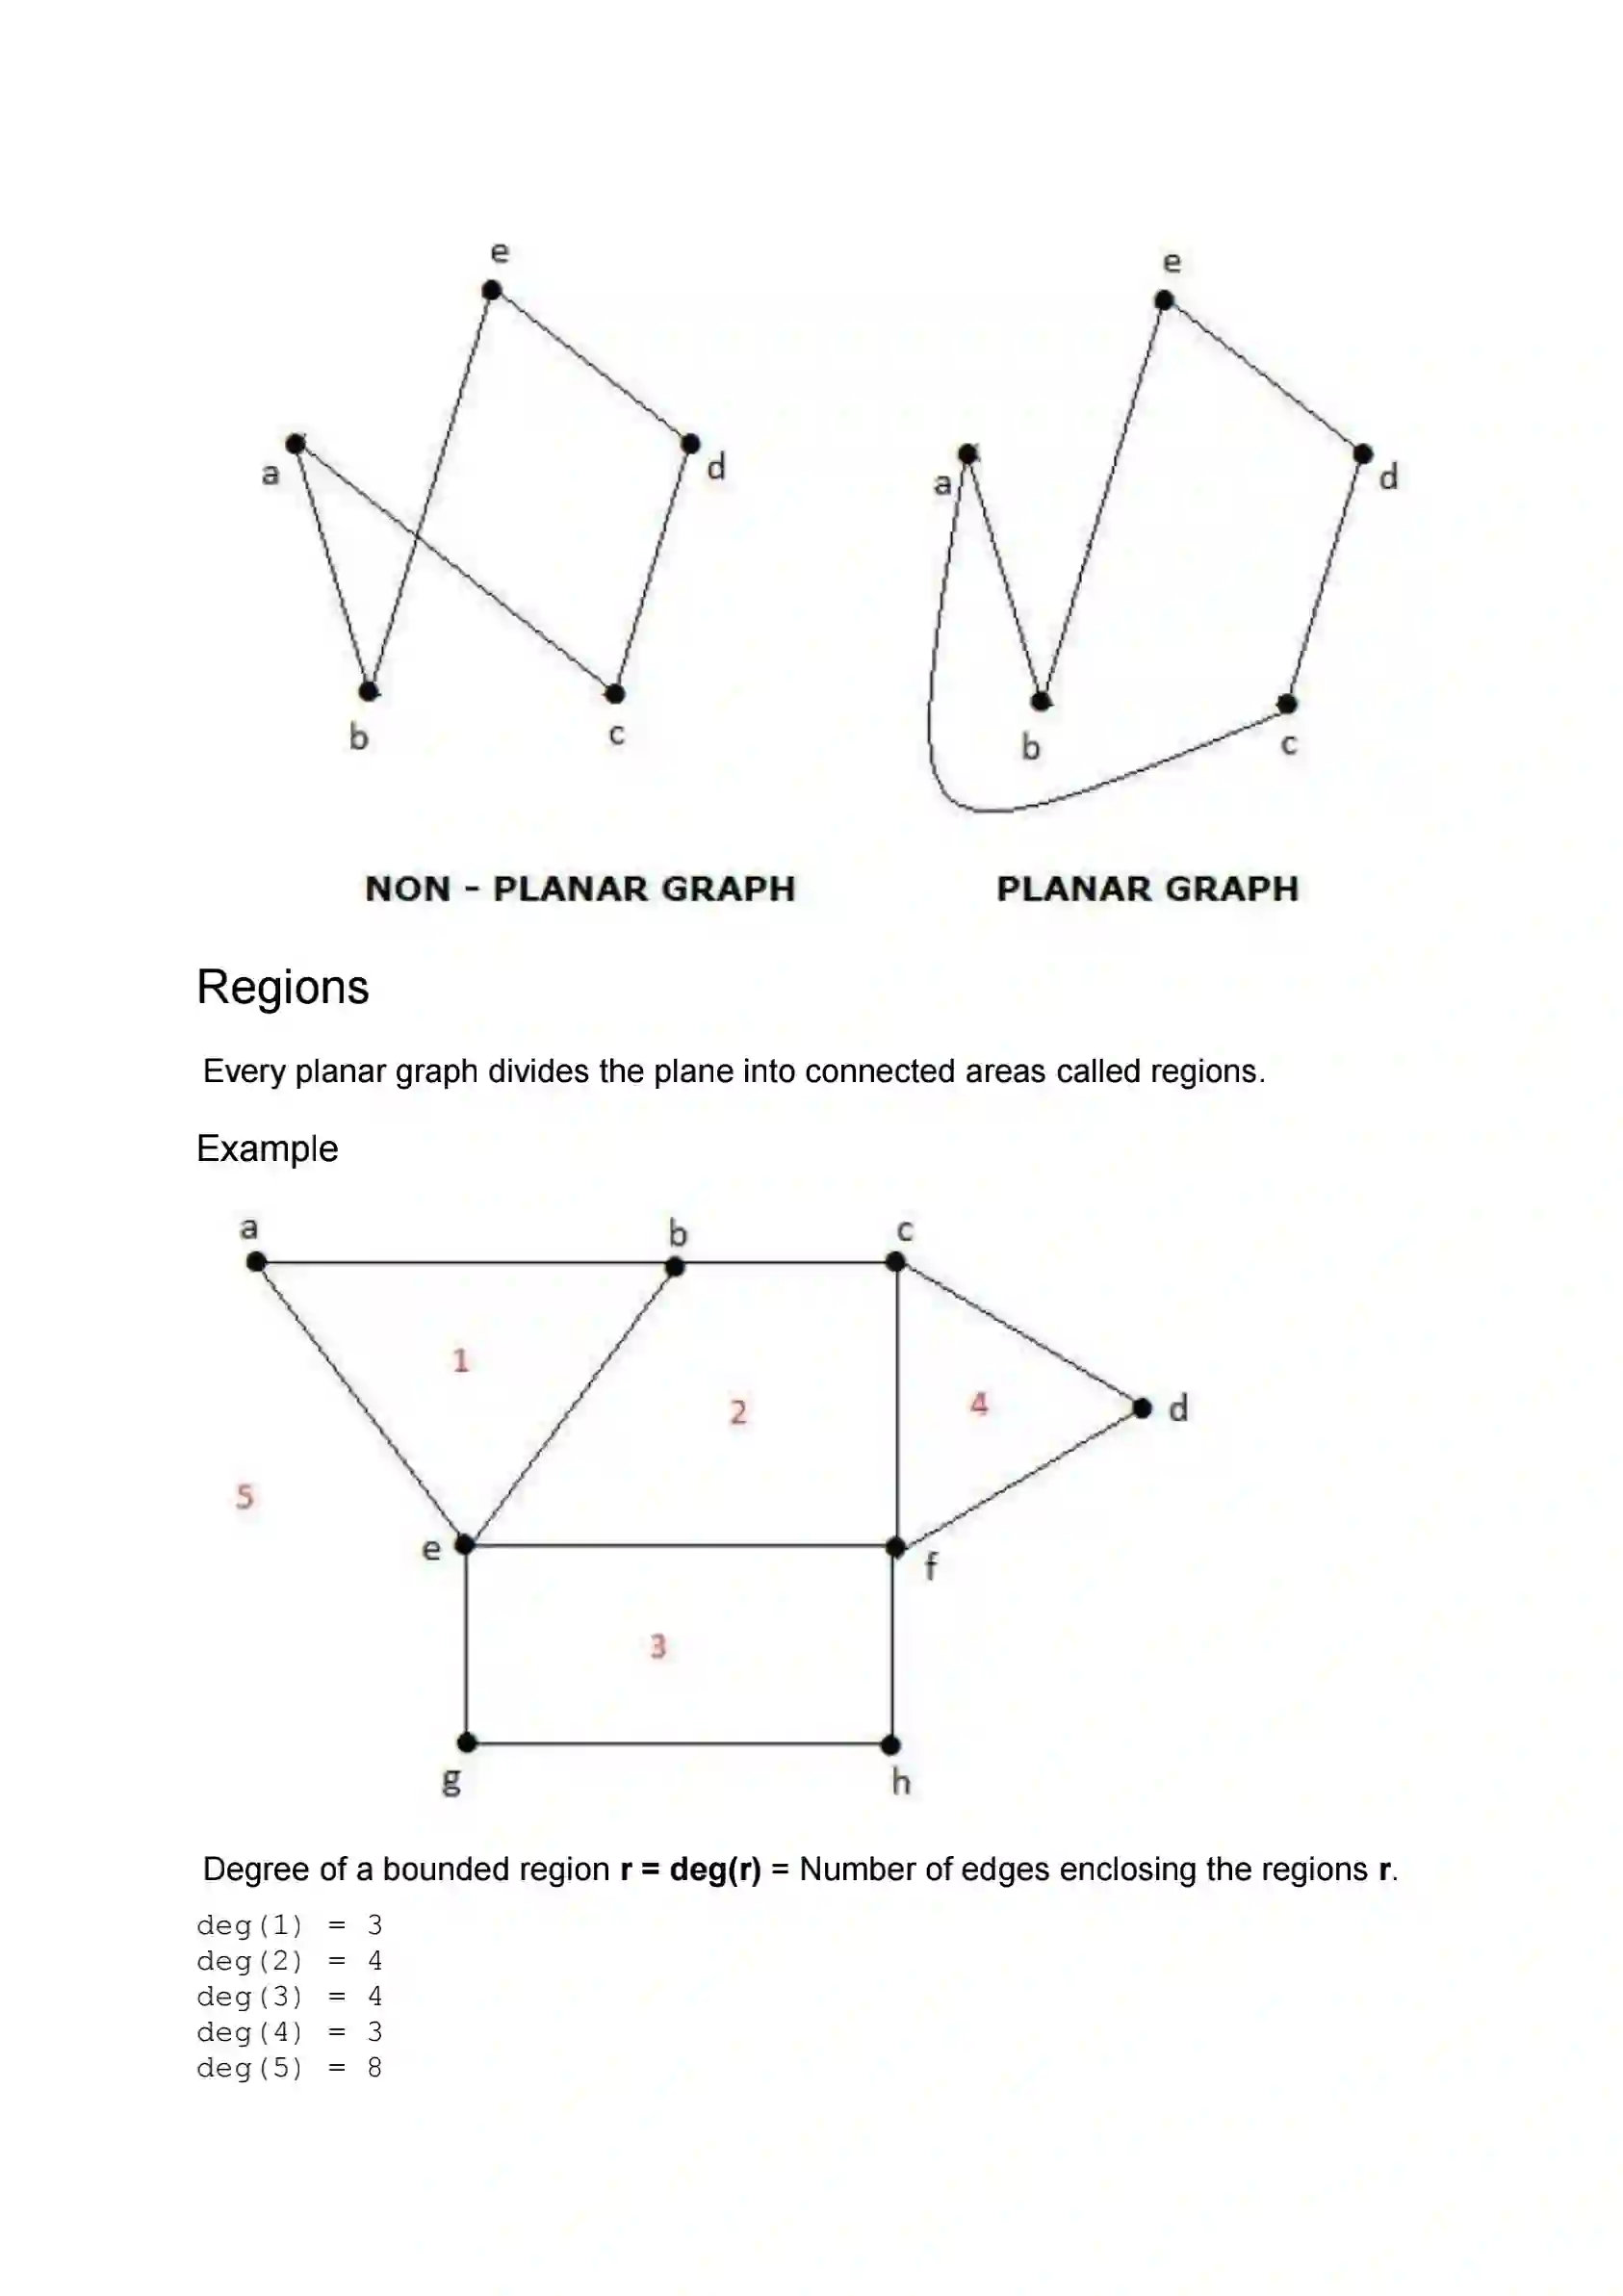 e
e
a
d
a
d
b
c
b
c
NON - PLANAR GRAPH
PLANAR GRAPH
Regions
Every planar graph divides the plane into connected areas called regions.
Example
a
b
c
1
2
4
d
5
e
f
3
g
h
Degree of a bounded region r = deg(r) = Number of edges enclosing the regions r.
deg(1) = 3
deg(2) = 4
deg(3) = 4
deg(4) = 3
deg(5) = 8